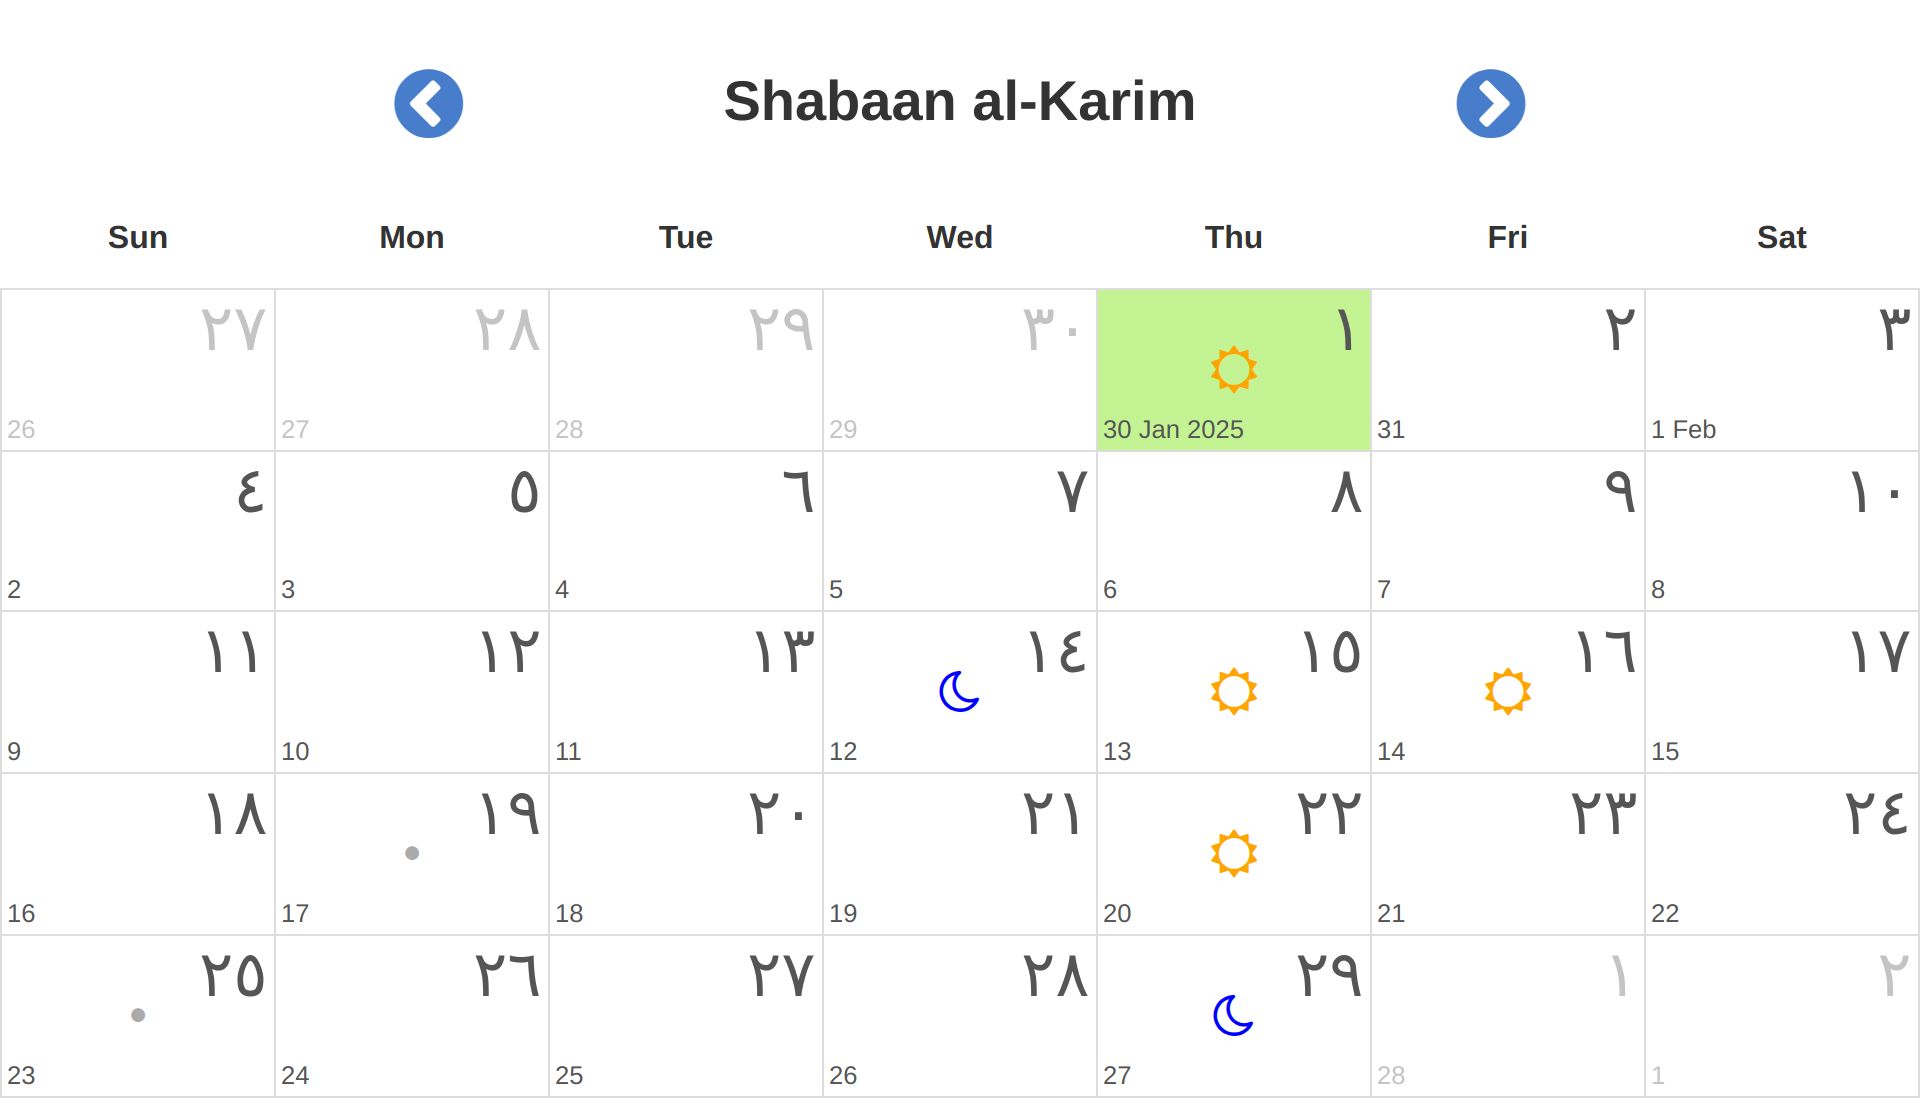 Shabaan al-Karim
Sun Mon Tue Wed Thu Fri Sat
٢٧ ٢٨ ٢٩ ٣٠ ١ ٢ ٣
26 27 28 29 30 Jan 2025 31 1 Feb
٤ ٥ ٦ ٧ ٨ ٩ ١٠
2 3 4 5 6 7 8
١١ ١٢ ١٣ ١٤ ١٥ ١٦ ١٧
9 10 11 12 13 14 15
١٨ ١٩ ٢٠ ٢١ ٢٢ ٢٣ ٢٤
16 17 18 19 20 21 22
٢٥ ٢٦ ٢٧ ٢٨ ٢٩ ١ ٢
23 24 25 26 27 28 1